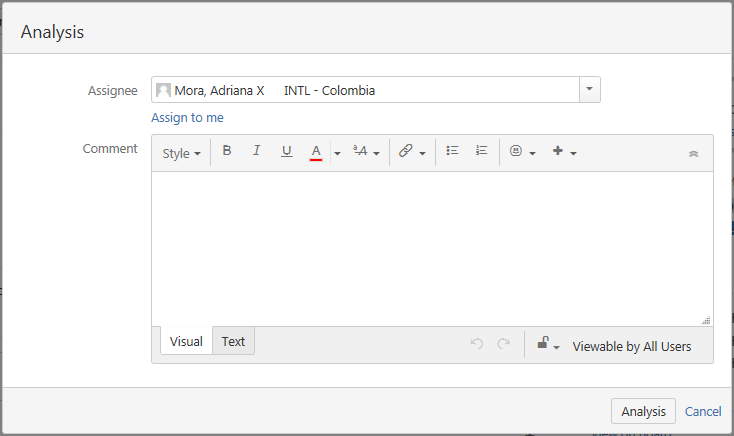 Analysis
Assignee Mora, Adriana X INTL - Colombia
Assign to me
Comment Style B I U A ªA
Visual Text Viewable by All Users
Analysis Cancel